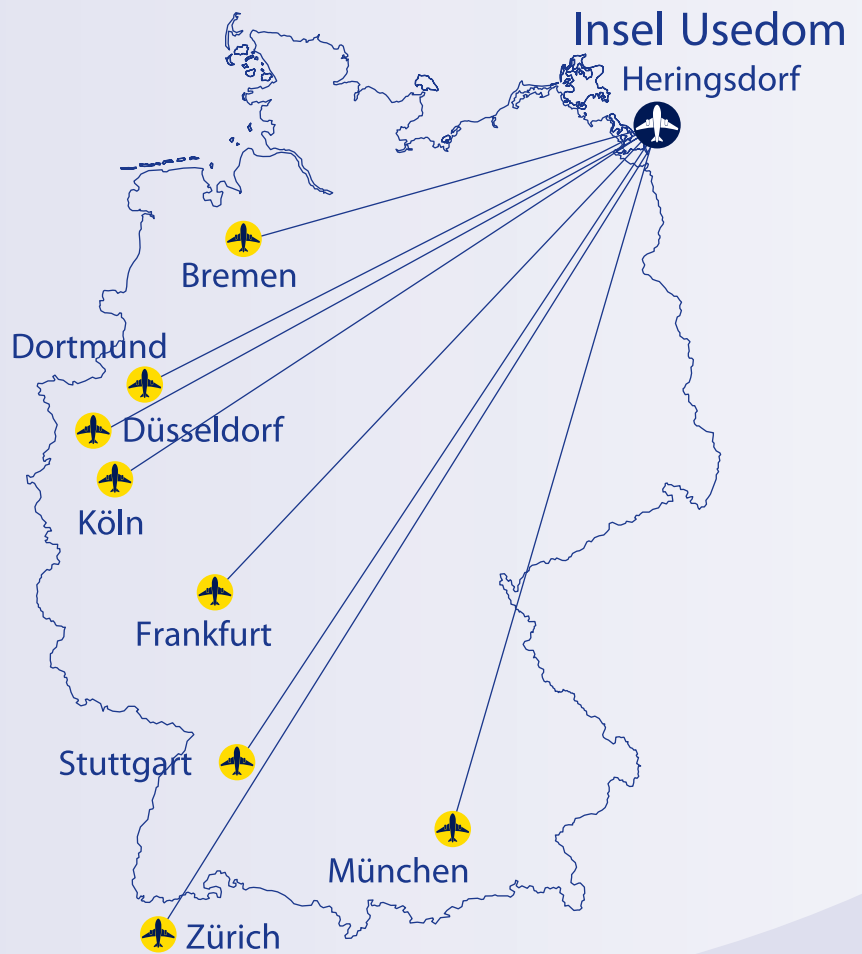 Insel Usedom
Heringsdorf
Bremen
Dortmund
Düsseldorf
Köln
Frankfurt
Stuttgart
München
Zürich